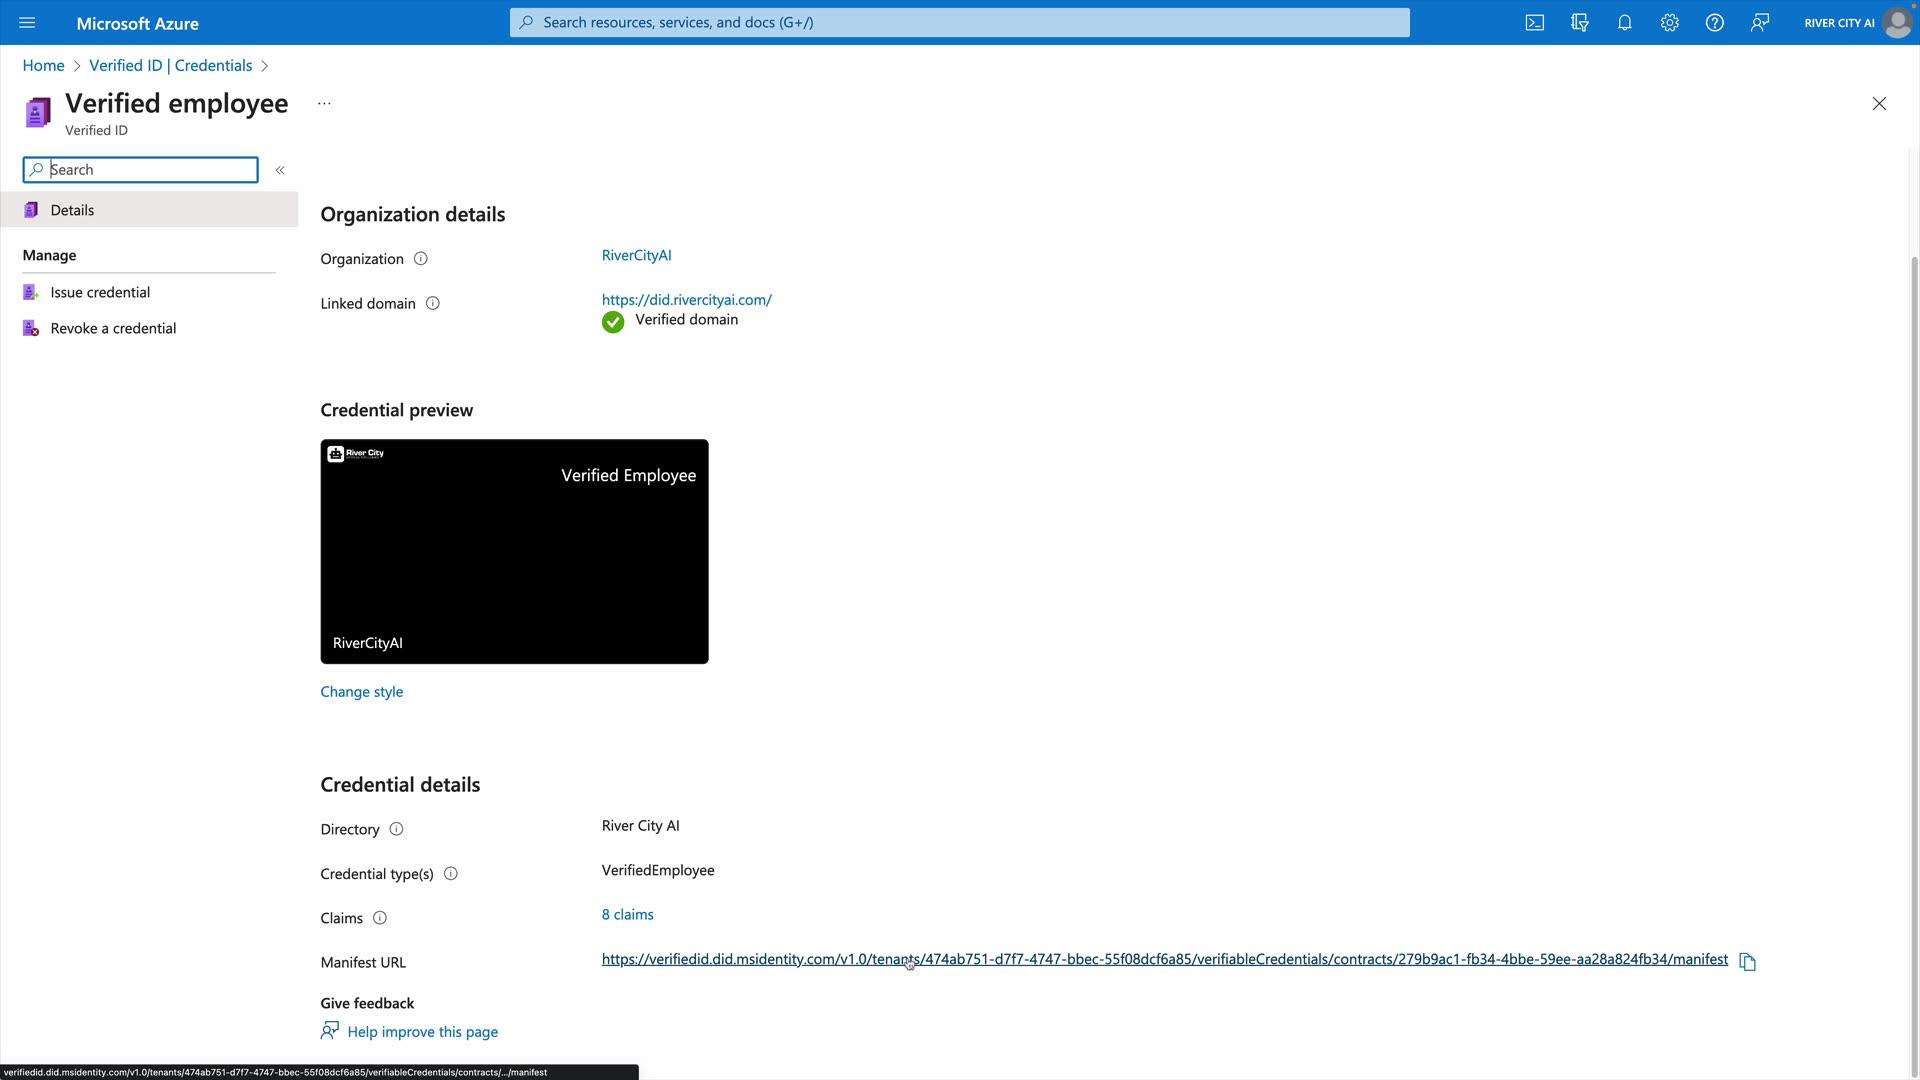 Microsoft Azure
Search resources, services, and docs (G+/)
RIVER CITY AI
Home > Verified ID | Credentials >
Verified employee ...
Verified ID
Search «
Details
Manage
Issue credential
Revoke a credential
Organization details
Organization
RiverCityAI
Linked domain
https://did.rivercityai.com/
Verified domain
Credential preview
River City
Verified Employee
RiverCityAI
Change style
Credential details
Directory
River City AI
Credential type(s)
VerifiedEmployee
Claims
8 claims
Manifest URL
https://verifiedid.did.msidentity.com/v1.0/tenants/474ab751-d7f7-4747-bbec-55f08dcf6a85/verifiableCredentials/contracts/279b9ac1-fb34-4bbe-59ee-aa28a824fb34/manifest
Give feedback
Help improve this page
verifiedid.did.msidentity.com/v1.0/tenants/474ab751-d7f7-4747-bbec-55f08dcf6a85/verifiableCredentials/contracts/.../manifest